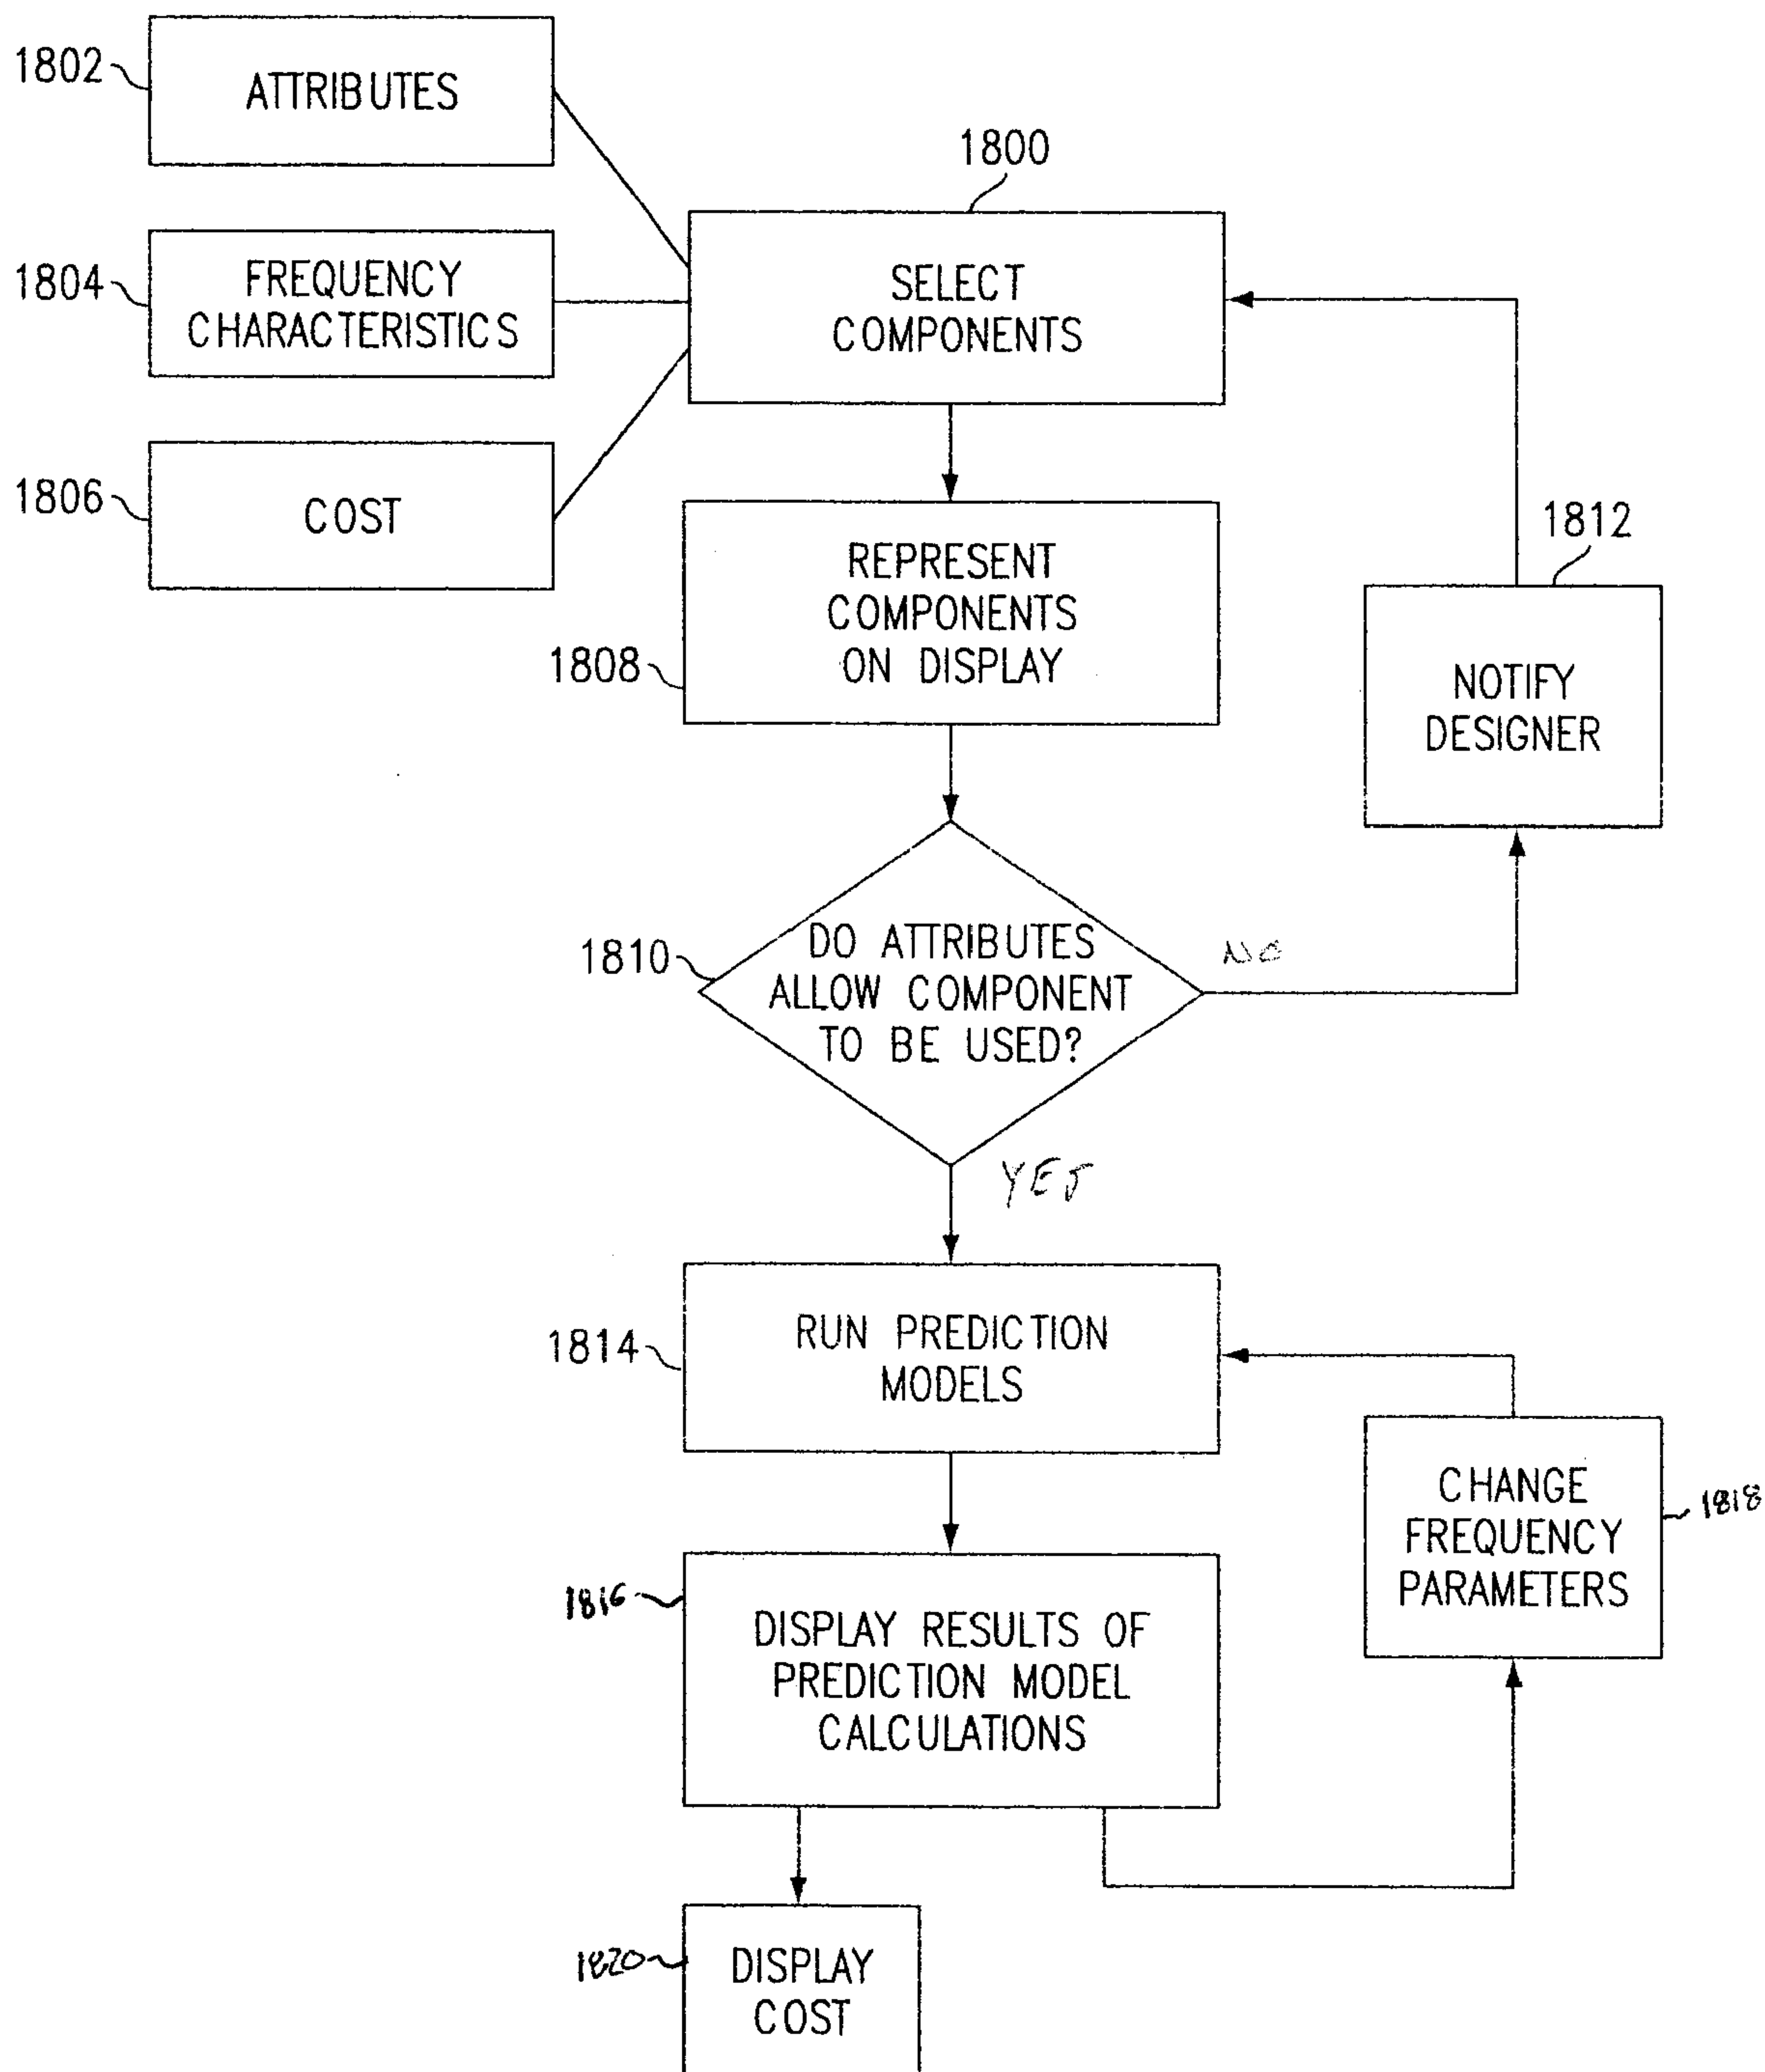 1802
ATTRIBUTES
1800
1804
FREQUENCY
CHARACTERISTICS
SELECT
COMPONENTS
1806
COST
1812
REPRESENT
COMPONENTS
ON DISPLAY
1808
NOTIFY
DESIGNER
1810
DO ATTRIBUTES
ALLOW COMPONENT
TO BE USED?
NO
YES
1814
RUN PREDICTION
MODELS
CHANGE
FREQUENCY
PARAMETERS
1818
1816
DISPLAY RESULTS OF
PREDICTION MODEL
CALCULATIONS
1820
DISPLAY
COST